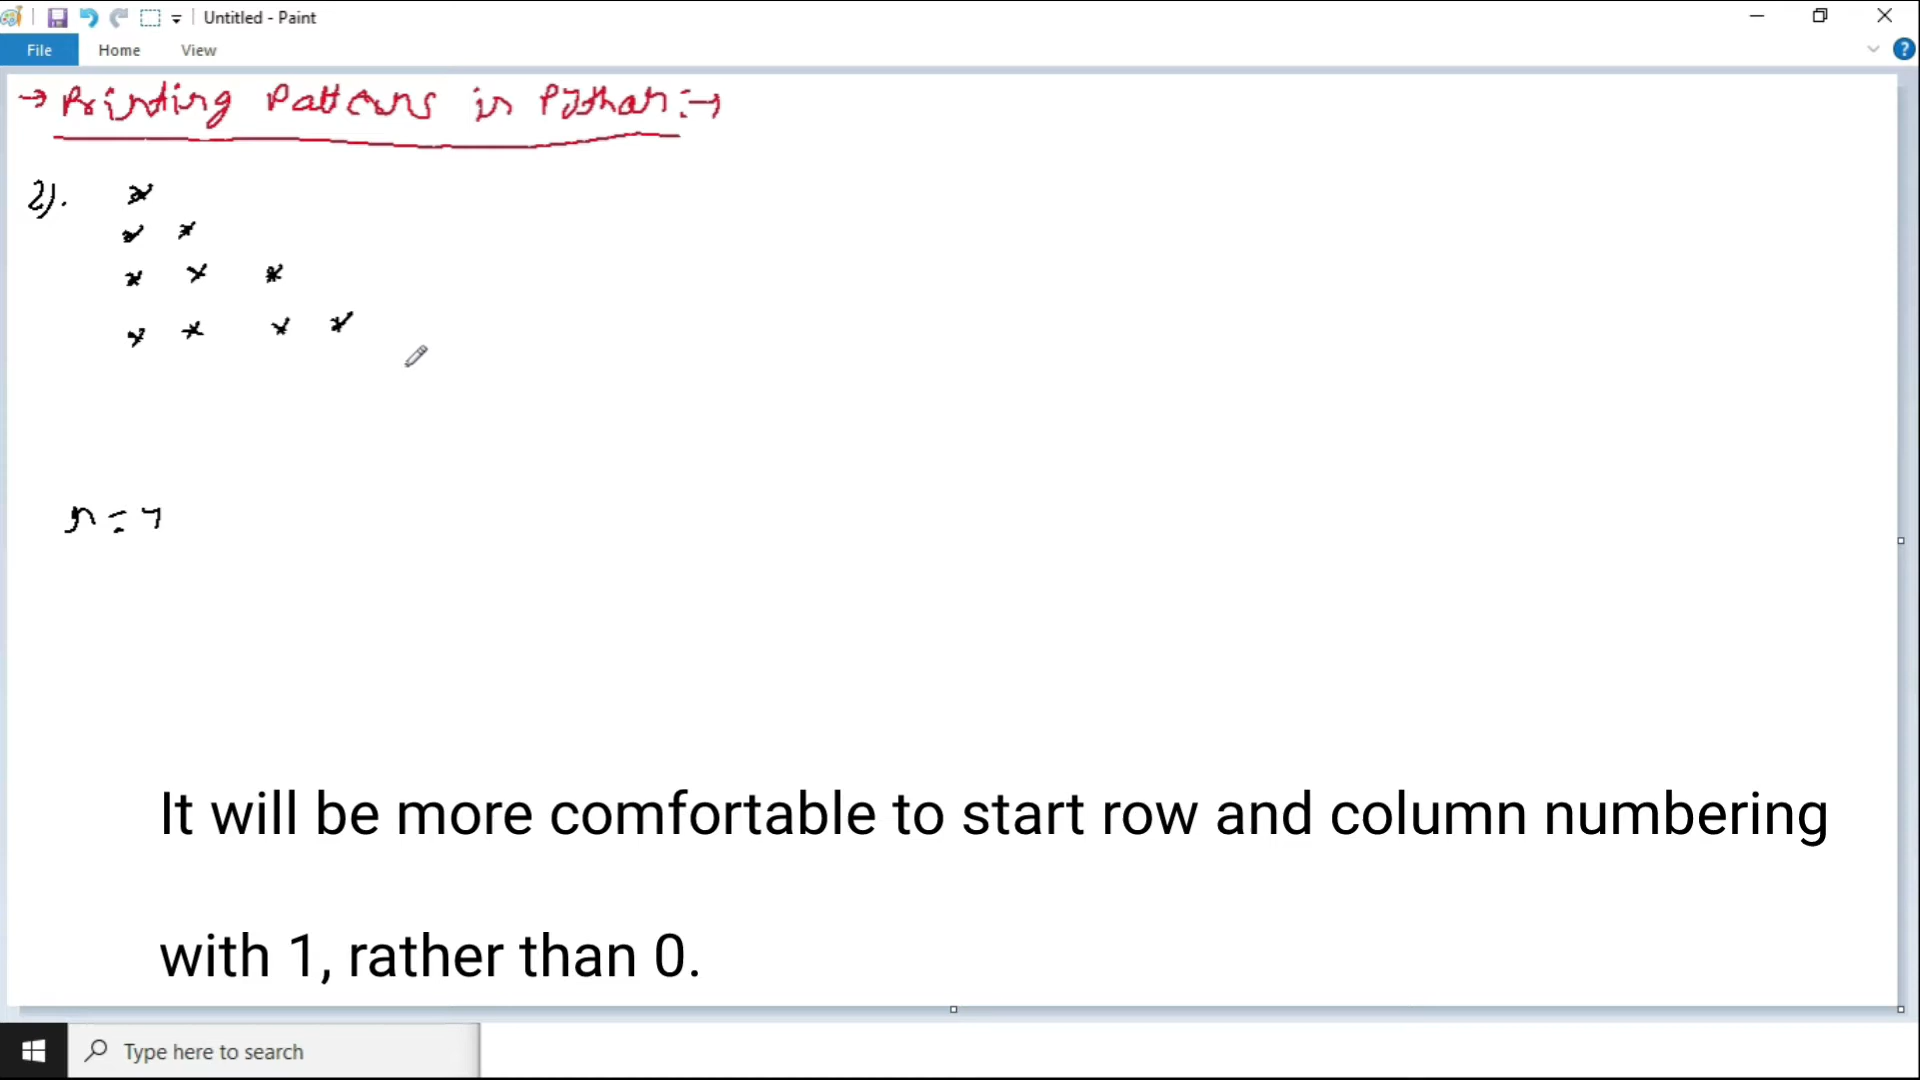 Untitled - Paint
File Home View
→ Printing Patterns in Python :→
2). *
* *
* * *
* * * *
n = 7
It will be more comfortable to start row and column numbering
with 1, rather than 0.
Type here to search